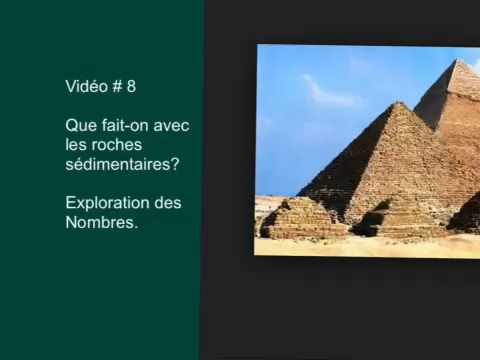 Vidéo # 8
Que fait-on avec
les roches
sédimentaires?
Exploration des
Nombres.